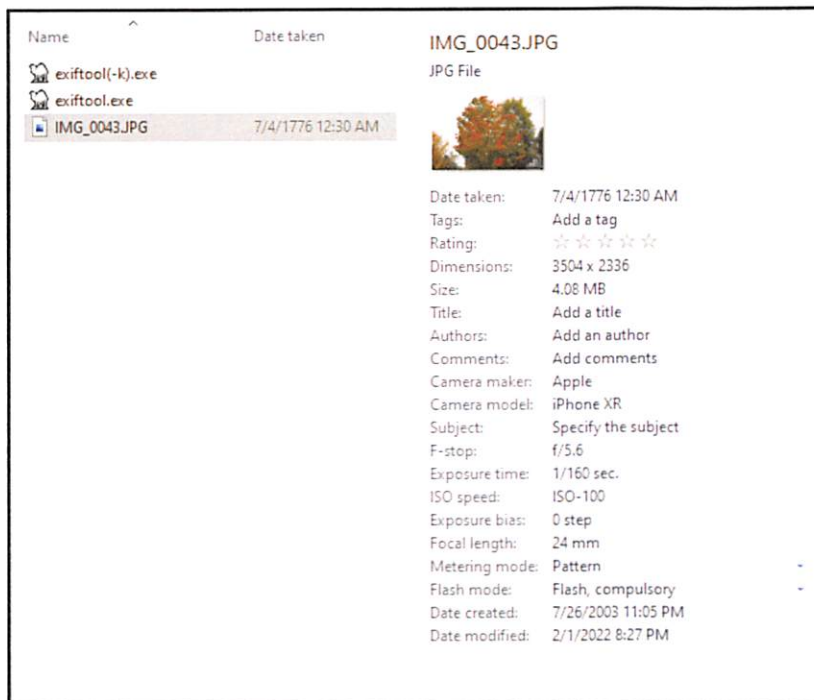 Name Date taken
exiftool(-k).exe
exiftool.exe
IMG_0043.JPG 7/4/1776 12:30 AM
IMG_0043.JPG
JPG File
Date taken: 7/4/1776 12:30 AM
Tags: Add a tag
Rating:
Dimensions: 3504 x 2336
Size: 4.08 MB
Title: Add a title
Authors: Add an author
Comments: Add comments
Camera maker: Apple
Camera model: iPhone XR
Subject: Specify the subject
F-stop: f/5.6
Exposure time: 1/160 sec.
ISO speed: ISO-100
Exposure bias: 0 step
Focal length: 24 mm
Metering mode: Pattern
Flash mode: Flash, compulsory
Date created: 7/26/2003 11:05 PM
Date modified: 2/1/2022 8:27 PM